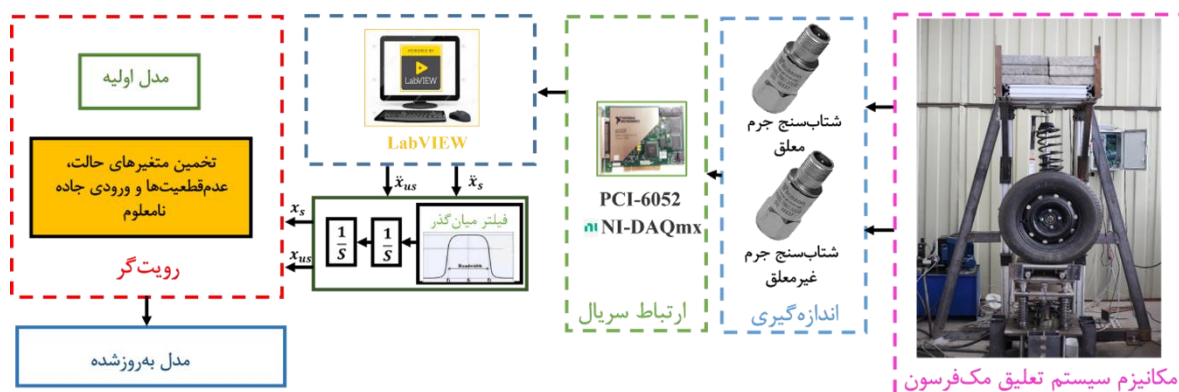 مدل اولیه
تخمین متغیرهای حالت،
عدم‌قطعیت‌ها و ورودی جاده
نامعلوم
رویت‌گر
مدل به‌روزشده
POWERED BY
LabVIEW
LabVIEW
ẍus
ẍs
xs
xus
فیلتر میان‌گذر
Bandwidth
1/S
1/S
PCI-6052
NI-DAQmx
ارتباط سریال
شتاب‌سنج جرم
معلق
شتاب‌سنج جرم
غیرمعلق
اندازه‌گیری
مکانیزم سیستم تعلیق مک‌فرسون